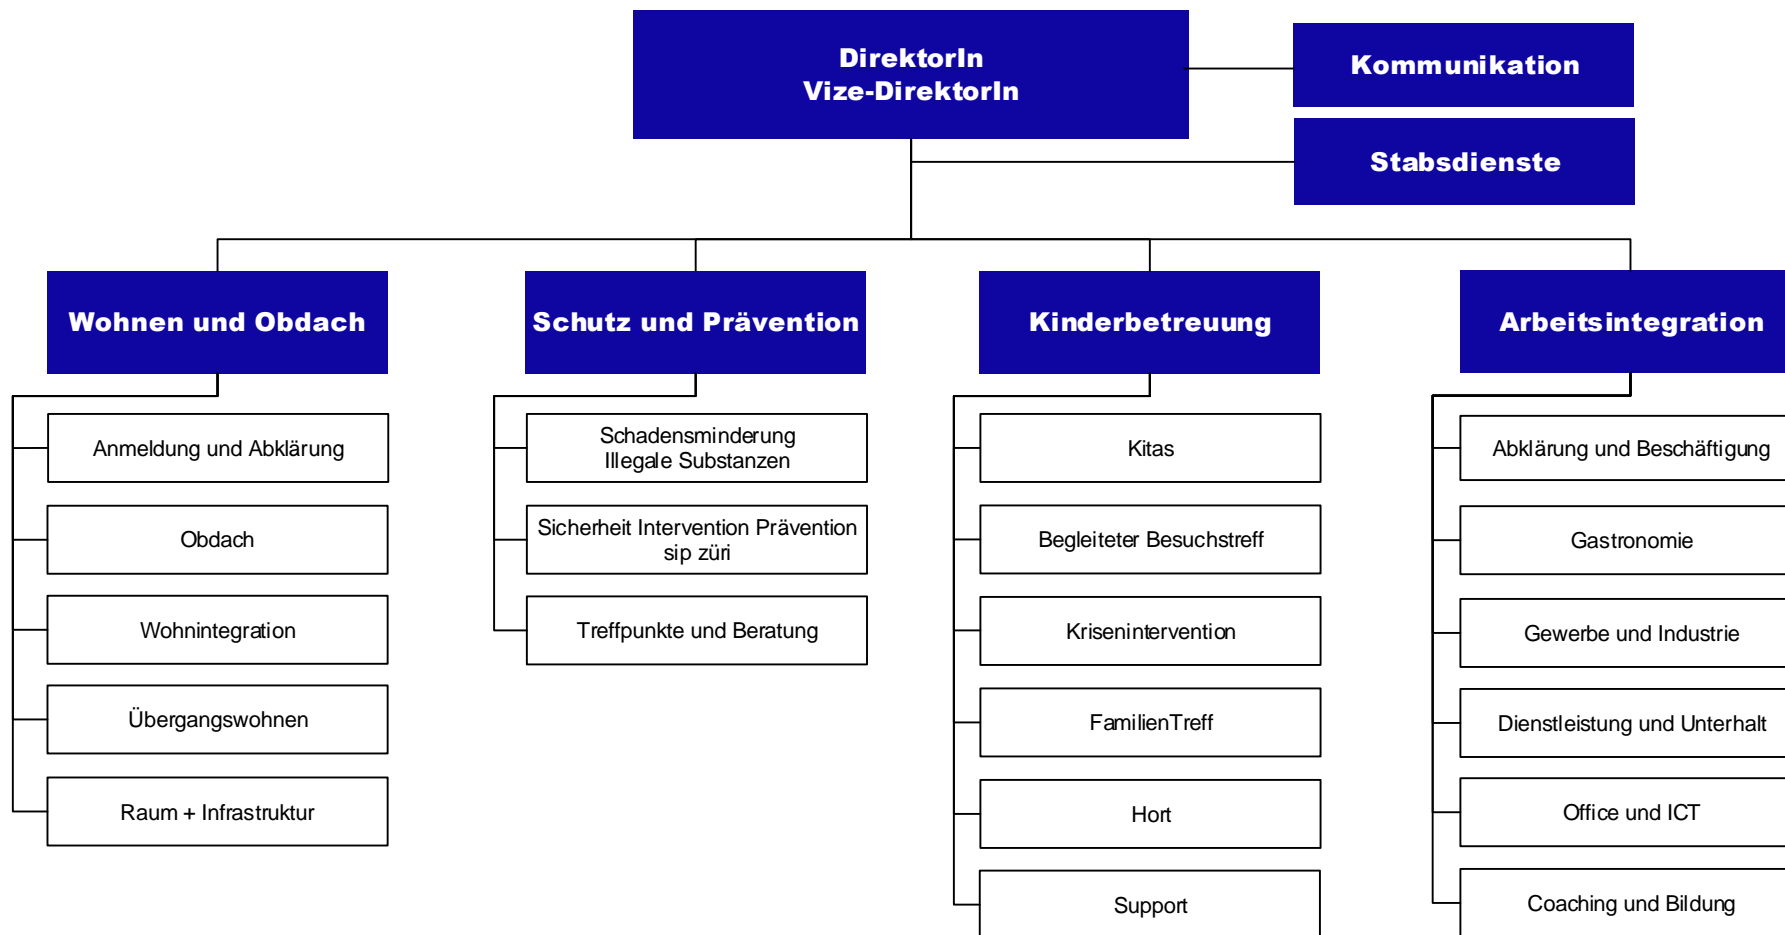 DirektorIn
Vize-DirektorIn
Kommunikation
Stabsdienste
Wohnen und Obdach
Schutz und Prävention
Kinderbetreuung
Arbeitsintegration
Anmeldung und Abklärung
Obdach
Wohnintegration
Übergangswohnen
Raum + Infrastruktur
Schadensminderung
Illegale Substanzen
Sicherheit Intervention Prävention
sip züri
Treffpunkte und Beratung
Kitas
Begleiteter Besuchstreff
Krisenintervention
FamilienTreff
Hort
Support
Abklärung und Beschäftigung
Gastronomie
Gewerbe und Industrie
Dienstleistung und Unterhalt
Office und ICT
Coaching und Bildung